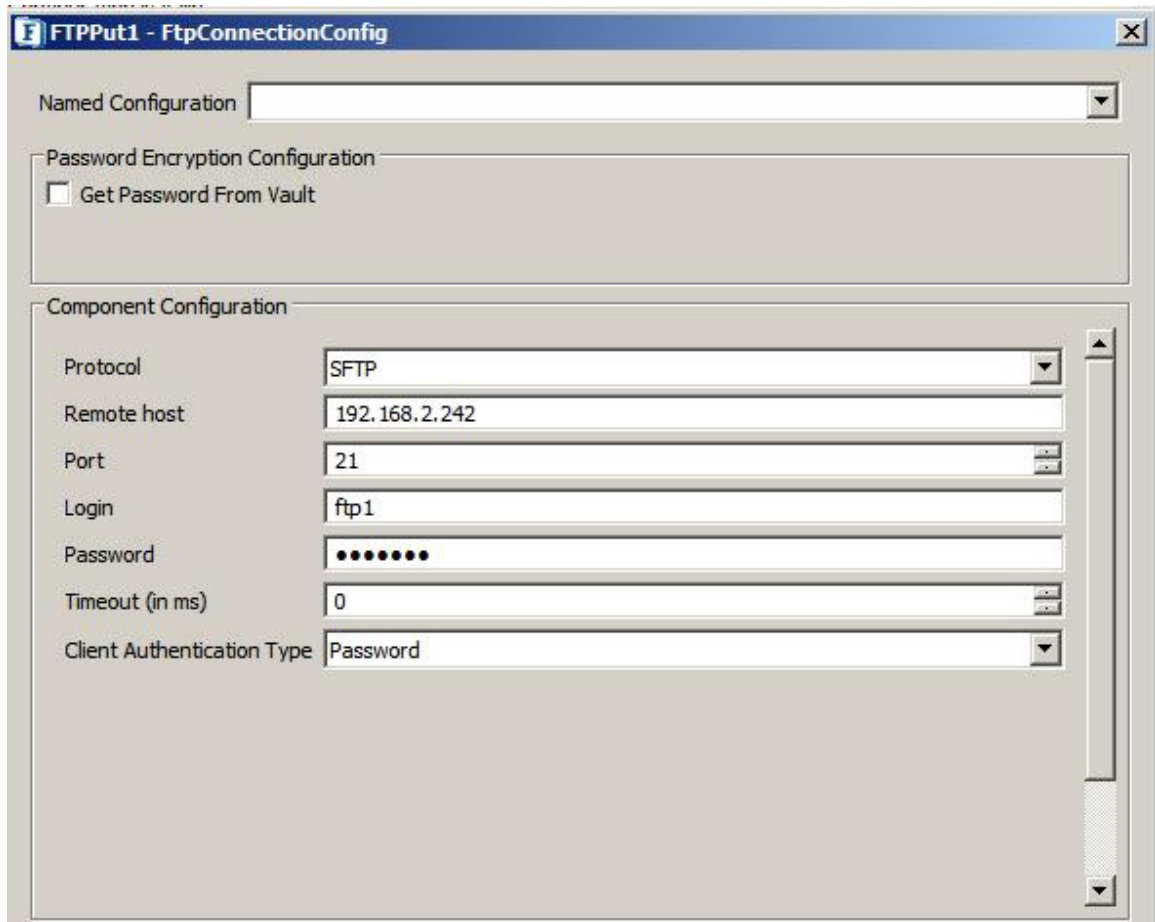 FTPPut1 - FtpConnectionConfig
Named Configuration
Password Encryption Configuration
Get Password From Vault
Component Configuration
Protocol SFTP
Remote host 192.168.2.242
Port 21
Login ftp1
Password •••••••
Timeout (in ms) 0
Client Authentication Type Password